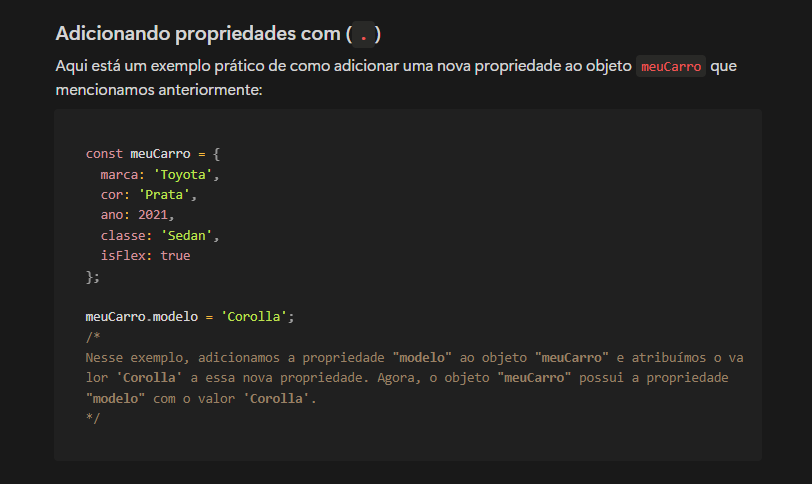 Adicionando propriedades com (.)
Aqui está um exemplo prático de como adicionar uma nova propriedade ao objeto meuCarro que
mencionamos anteriormente:
const meuCarro = {
  marca: 'Toyota',
  cor: 'Prata',
  ano: 2021,
  classe: 'Sedan',
  isFlex: true
};
meuCarro.modelo = 'Corolla';
/*
Nesse exemplo, adicionamos a propriedade "modelo" ao objeto "meuCarro" e atribuímos o va
lor 'Corolla' a essa nova propriedade. Agora, o objeto "meuCarro" possui a propriedade
"modelo" com o valor 'Corolla'.
*/